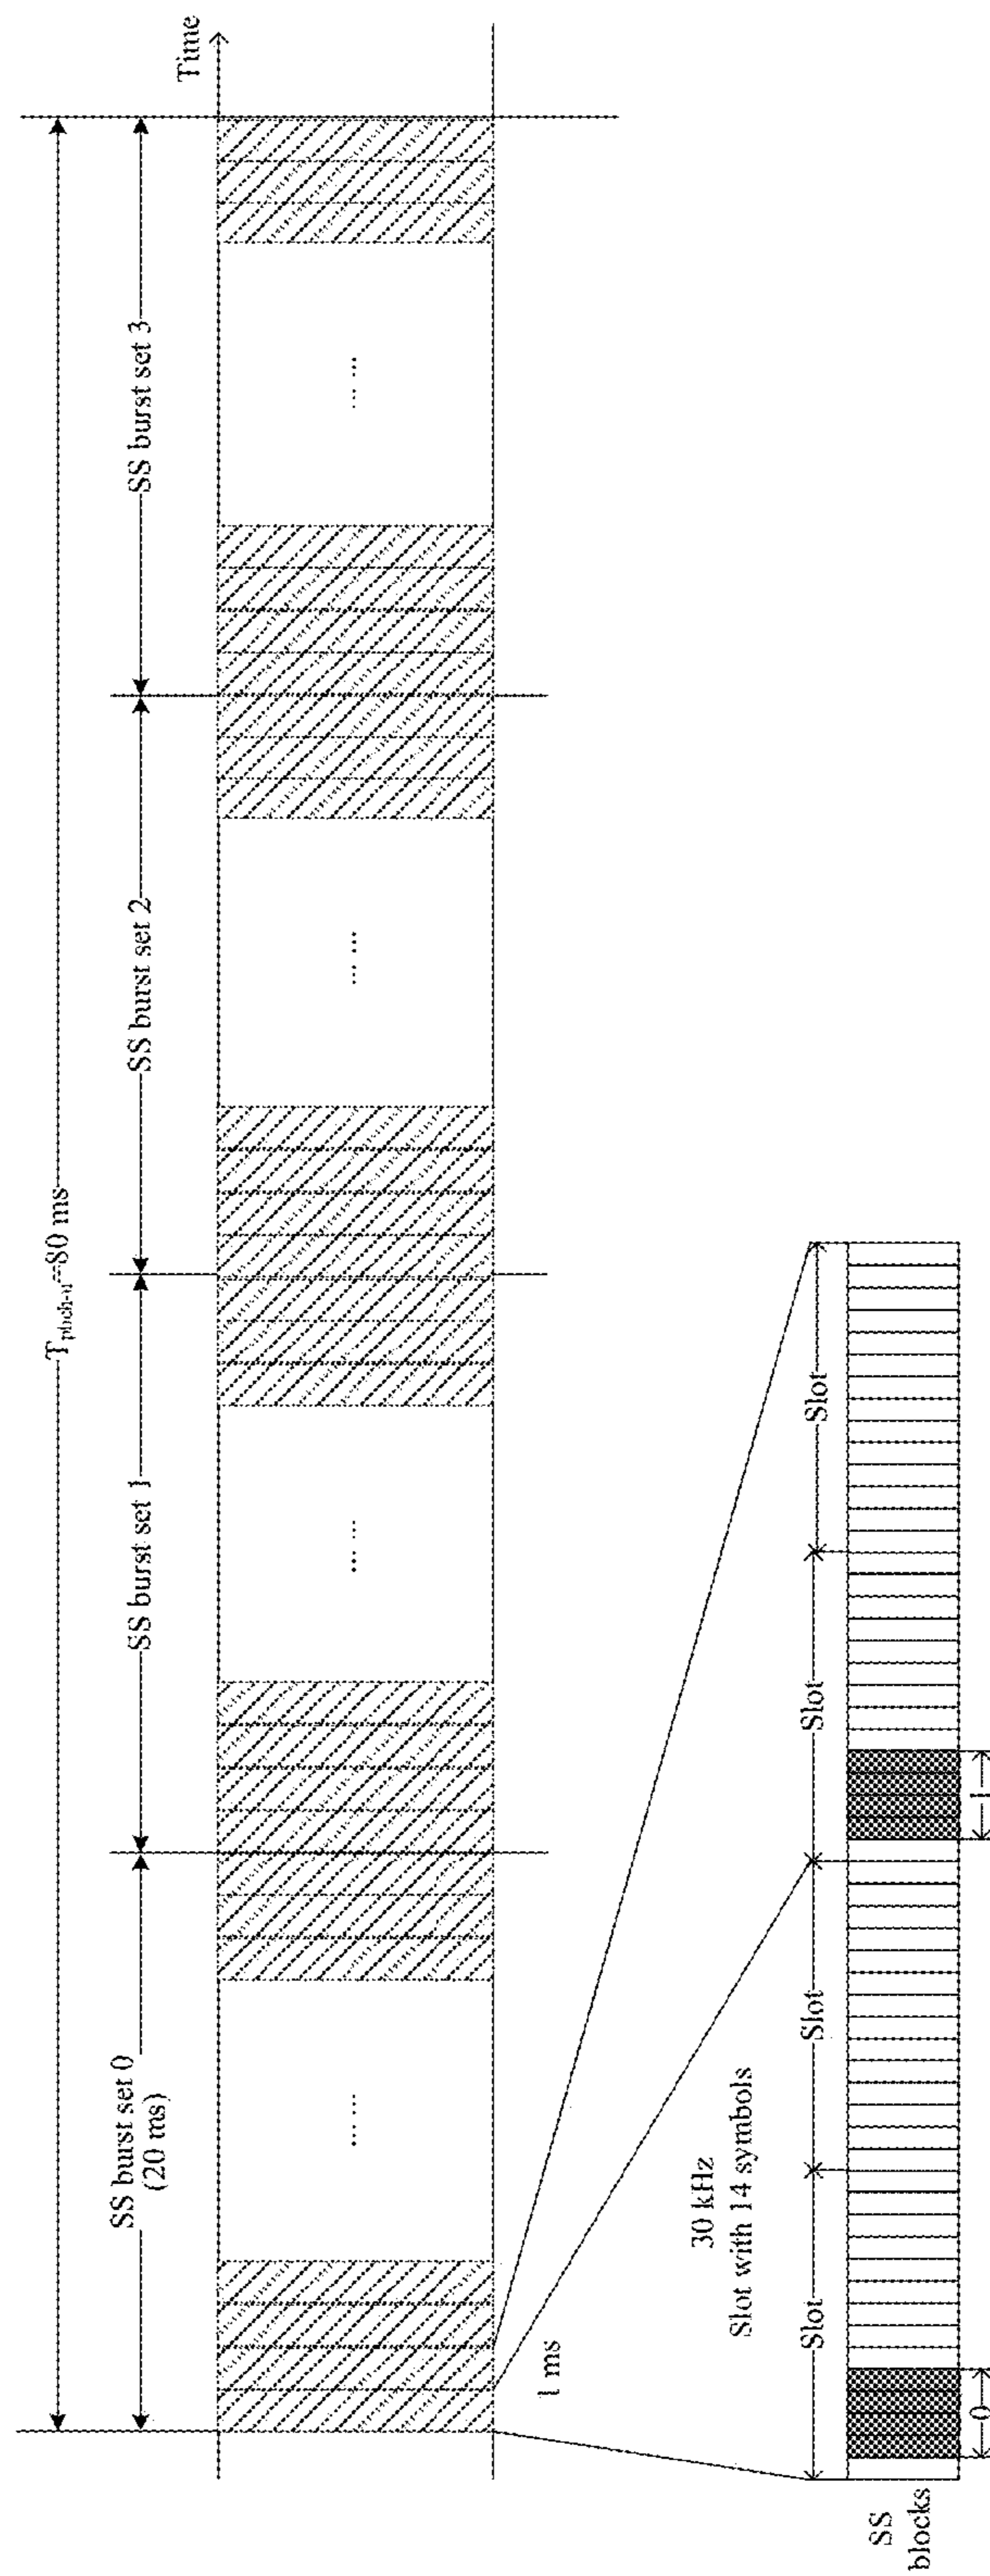 Time
T_pbch-tti=80 ms
SS burst set 0
(20 ms)
SS burst set 1
SS burst set 2
SS burst set 3
......
......
......
......
1 ms
30 kHz
Slot with 14 symbols
Slot
Slot
Slot
Slot
SS
blocks
0
1